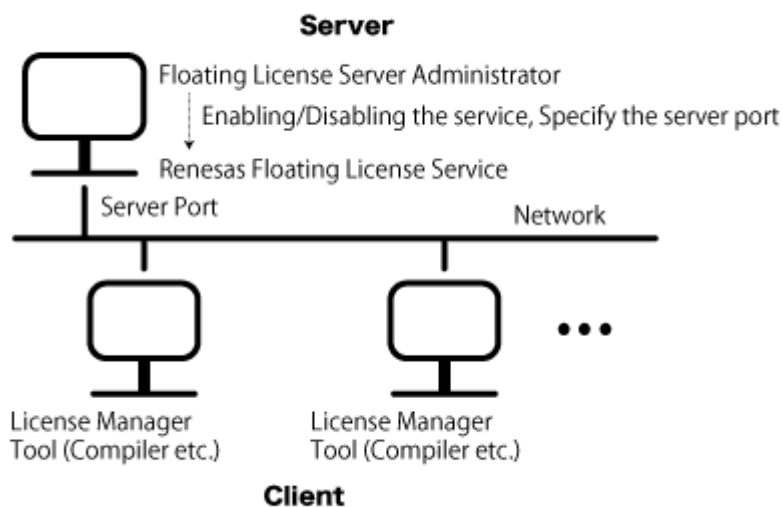 Server
Floating License Server Administrator
Enabling/Disabling the service, Specify the server port
Renesas Floating License Service
Server Port
Network
License Manager
Tool (Compiler etc.)
License Manager
Tool (Compiler etc.)
Client